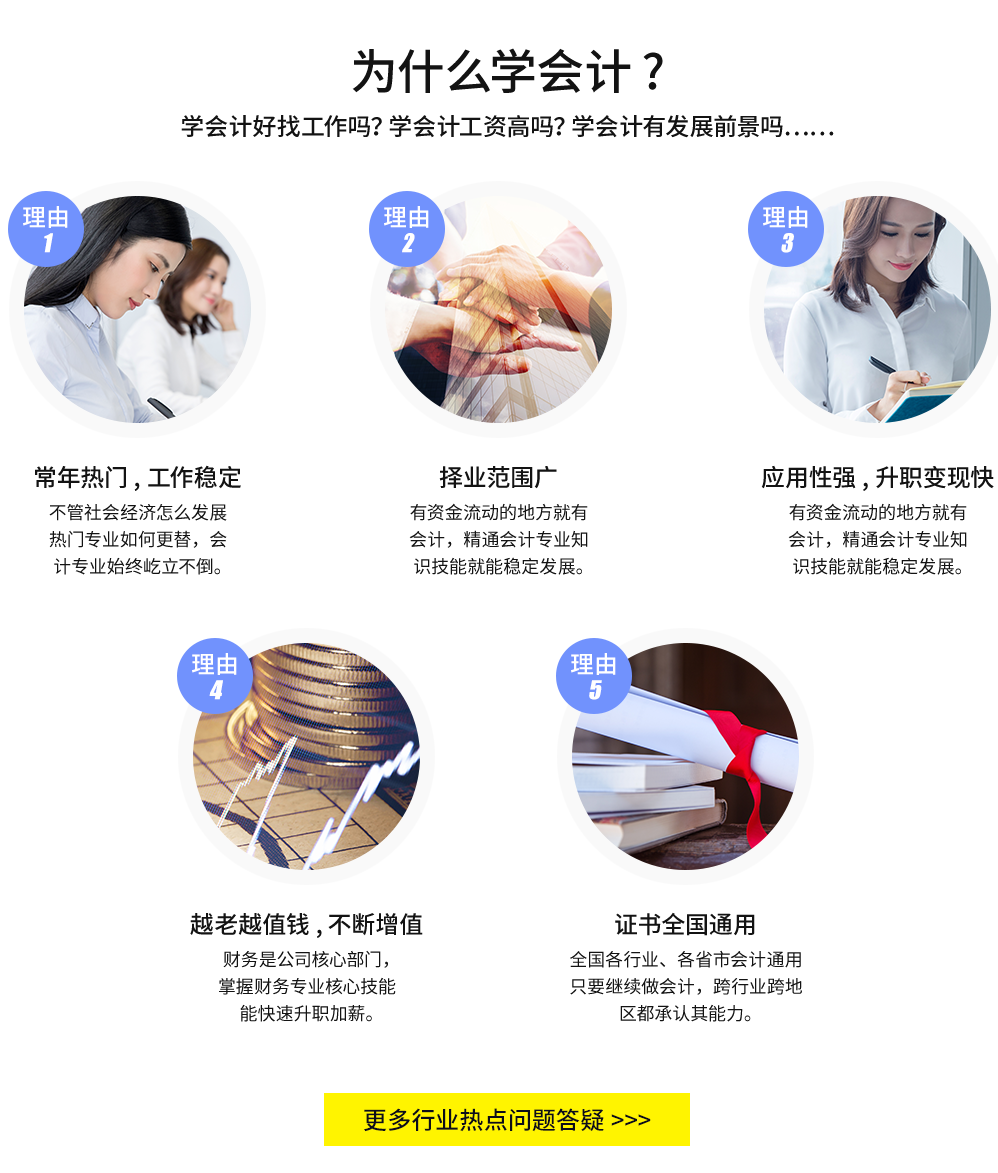 为什么学会计?
学会计好找工作吗? 学会计工资高吗? 学会计有发展前景吗……
理由
1
理由
2
理由
3
常年热门 , 工作稳定
不管社会经济怎么发展
热门专业如何更替，会
计专业始终屹立不倒。
择业范围广
有资金流动的地方就有
会计，精通会计专业知
识技能就能稳定发展。
应用性强 , 升职变现快
有资金流动的地方就有
会计，精通会计专业知
识技能就能稳定发展。
理由
4
理由
5
越老越值钱 , 不断增值
财务是公司核心部门，
掌握财务专业核心技能
能快速升职加薪。
证书全国通用
全国各行业、各省市会计通用
只要继续做会计，跨行业跨地
区都承认其能力。
更多行业热点问题答疑 >>>